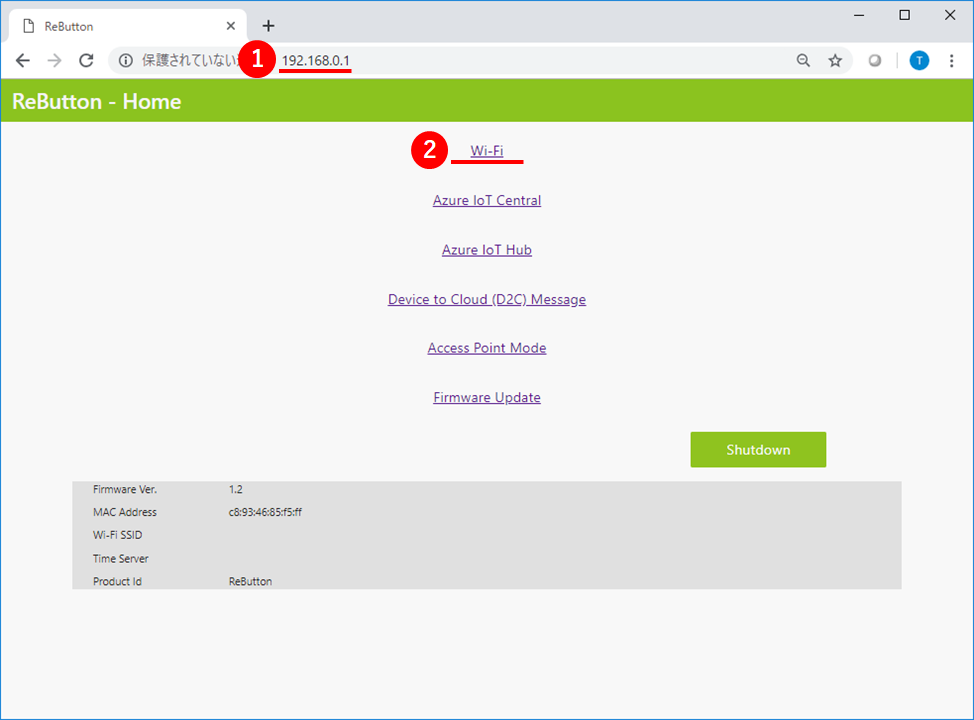 ReButton
保護されていない
1
192.168.0.1
T
ReButton - Home
2
Wi-Fi
Azure IoT Central
Azure IoT Hub
Device to Cloud (D2C) Message
Access Point Mode
Firmware Update
Shutdown
Firmware Ver. 1.2
MAC Address c8:93:46:85:f5:ff
Wi-Fi SSID
Time Server
Product Id ReButton